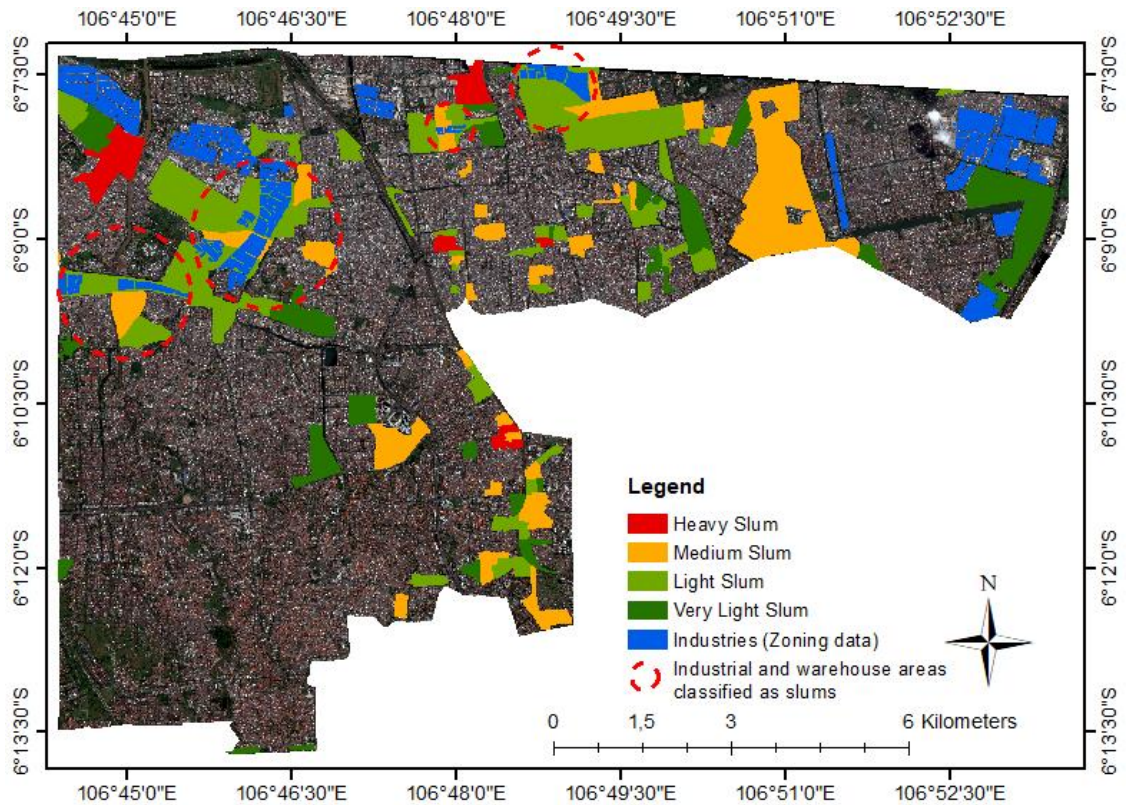 106°45'0"E 106°46'30"E 106°48'0"E 106°49'30"E 106°51'0"E 106°52'30"E
6°7'30"S 6°7'30"S
6°9'0"S 6°9'0"S
6°10'30"S 6°10'30"S
6°12'0"S 6°12'0"S
6°13'30"S 6°13'30"S
Legend
Heavy Slum
Medium Slum
Light Slum
Very Light Slum
Industries (Zoning data)
Industrial and warehouse areas
classified as slums
N
0 1,5 3 6 Kilometers
106°45'0"E 106°46'30"E 106°48'0"E 106°49'30"E 106°51'0"E 106°52'30"E